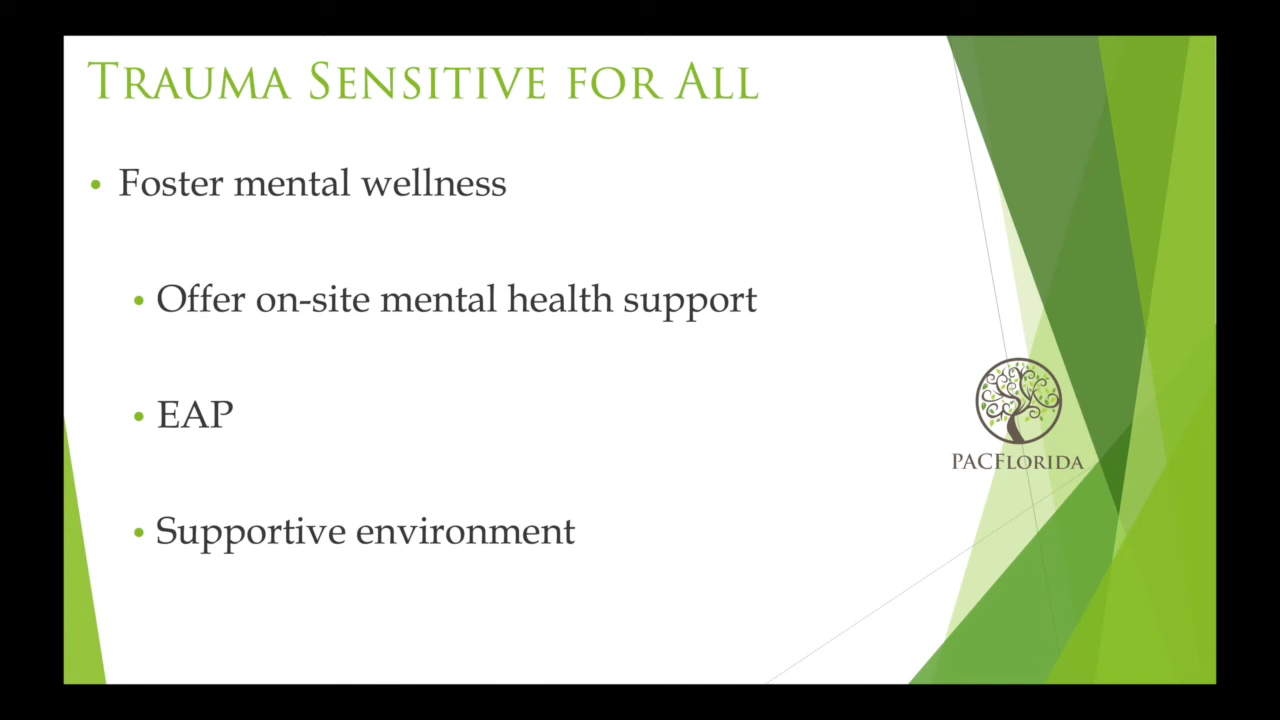 Trauma Sensitive for All
• Foster mental wellness
• Offer on-site mental health support
• EAP
• Supportive environment
PACFlorida